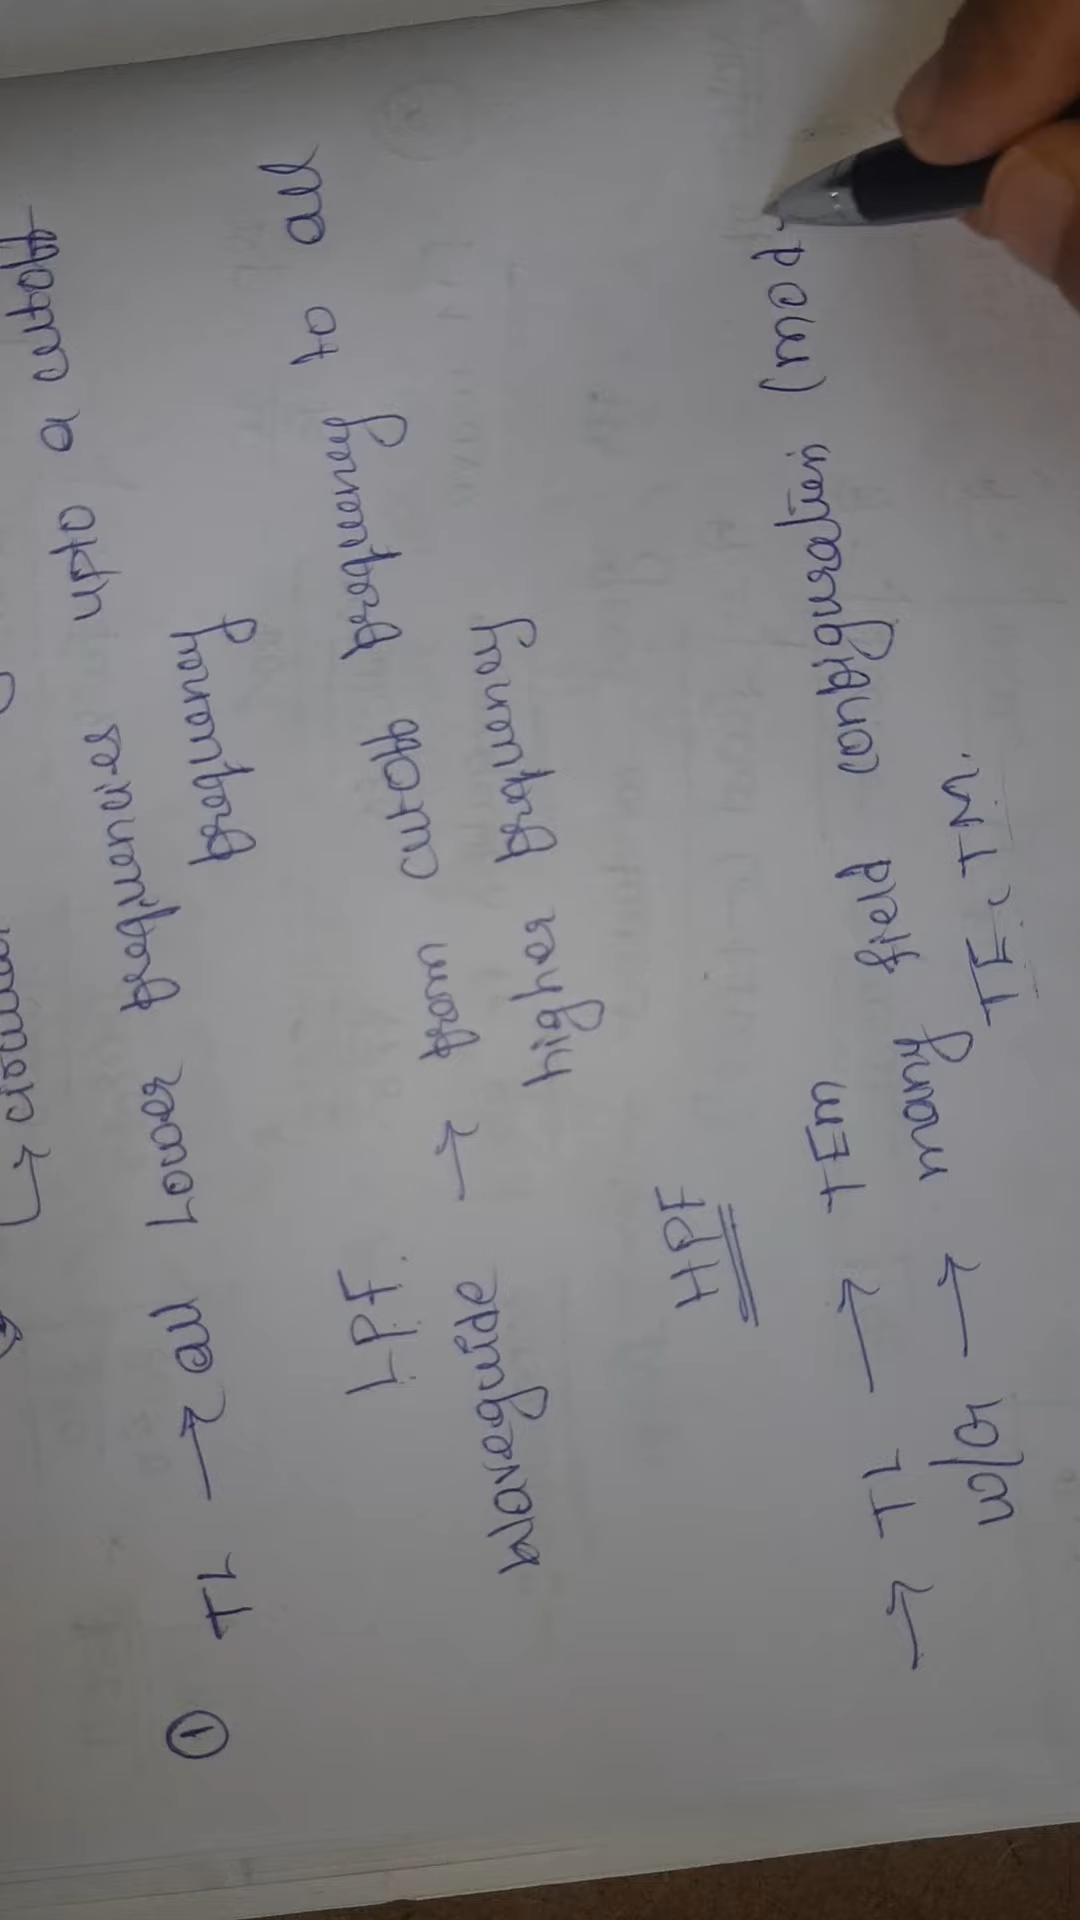 ① TL → all Lower frequencies upto a cutoff
frequency
LPF.
Waveguide → from cutoff frequency to all
higher frequency
HPF
→ TL → TEM
w/G → many field configuration (mod
TE, TM.